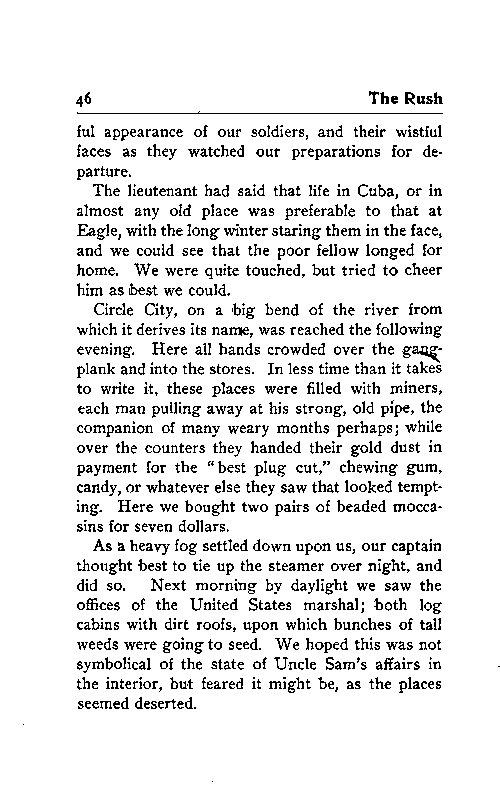 46 The Rush
ful appearance of our soldiers, and their wistful
faces as they watched our preparations for de-
parture.
The lieutenant had said that life in Cuba, or in
almost any old place was preferable to that at
Eagle, with the long winter staring them in the face,
and we could see that the poor fellow longed for
home. We were quite touched, but tried to cheer
him as best we could.
Circle City, on a big bend of the river from
which it derives its name, was reached the following
evening. Here all hands crowded over the gang-
plank and into the stores. In less time than it takes
to write it, these places were filled with miners,
each man pulling away at his strong, old pipe, the
companion of many weary months perhaps; while
over the counters they handed their gold dust in
payment for the "best plug cut," chewing gum,
candy, or whatever else they saw that looked tempt-
ing. Here we bought two pairs of beaded mocca-
sins for seven dollars.
As a heavy fog settled down upon us, our captain
thought best to tie up the steamer over night, and
did so. Next morning by daylight we saw the
offices of the United States marshal; both log
cabins with dirt roofs, upon which bunches of tall
weeds were going to seed. We hoped this was not
symbolical of the state of Uncle Sam's affairs in
the interior, but feared it might be, as the places
seemed deserted.